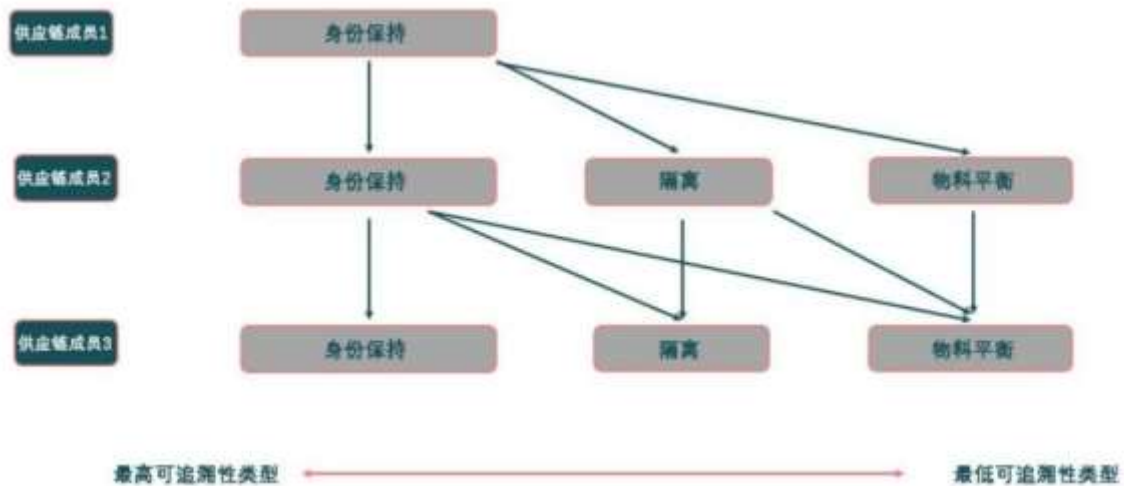 供应链成员1
身份保持
供应链成员2
身份保持
隔离
物料平衡
供应链成员3
身份保持
隔离
物料平衡
最高可追溯性类型
最低可追溯性类型